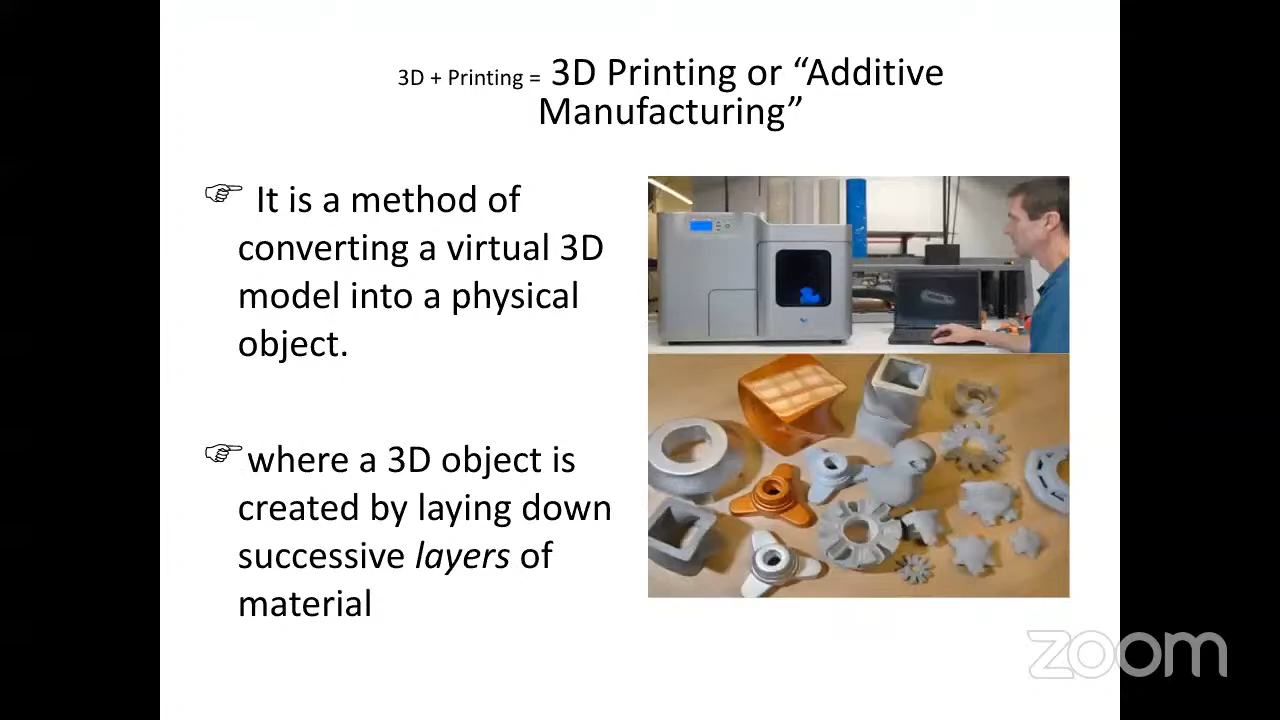 3D + Printing = 3D Printing or “Additive
Manufacturing”
It is a method of
converting a virtual 3D
model into a physical
object.
where a 3D object is
created by laying down
successive layers of
material
zoom